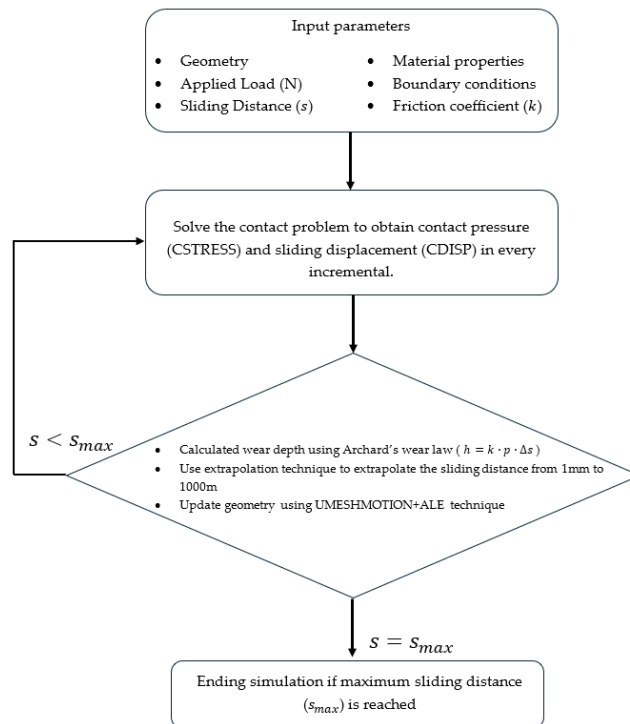 Input parameters
• Geometry
• Applied Load (N)
• Sliding Distance (s)
• Material properties
• Boundary conditions
• Friction coefficient (k)
Solve the contact problem to obtain contact pressure
(CSTRESS) and sliding displacement (CDISP) in every
incremental.
s < s_max
• Calculated wear depth using Archard's wear law ( h = k · p · Δs )
• Use extrapolation technique to extrapolate the sliding distance from 1mm to
1000m
• Update geometry using UMESHMOTION+ALE technique
s = s_max
Ending simulation if maximum sliding distance
(s_max) is reached